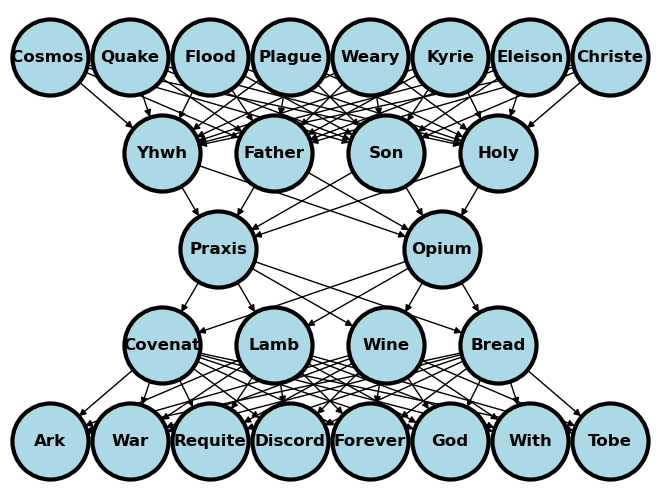 Cosmos Quake Flood Plague Weary Kyrie Eleison Christe
Yhwh Father Son Holy
Praxis Opium
Covenat Lamb Wine Bread
Ark War Requite Discord Forever God With Tobe